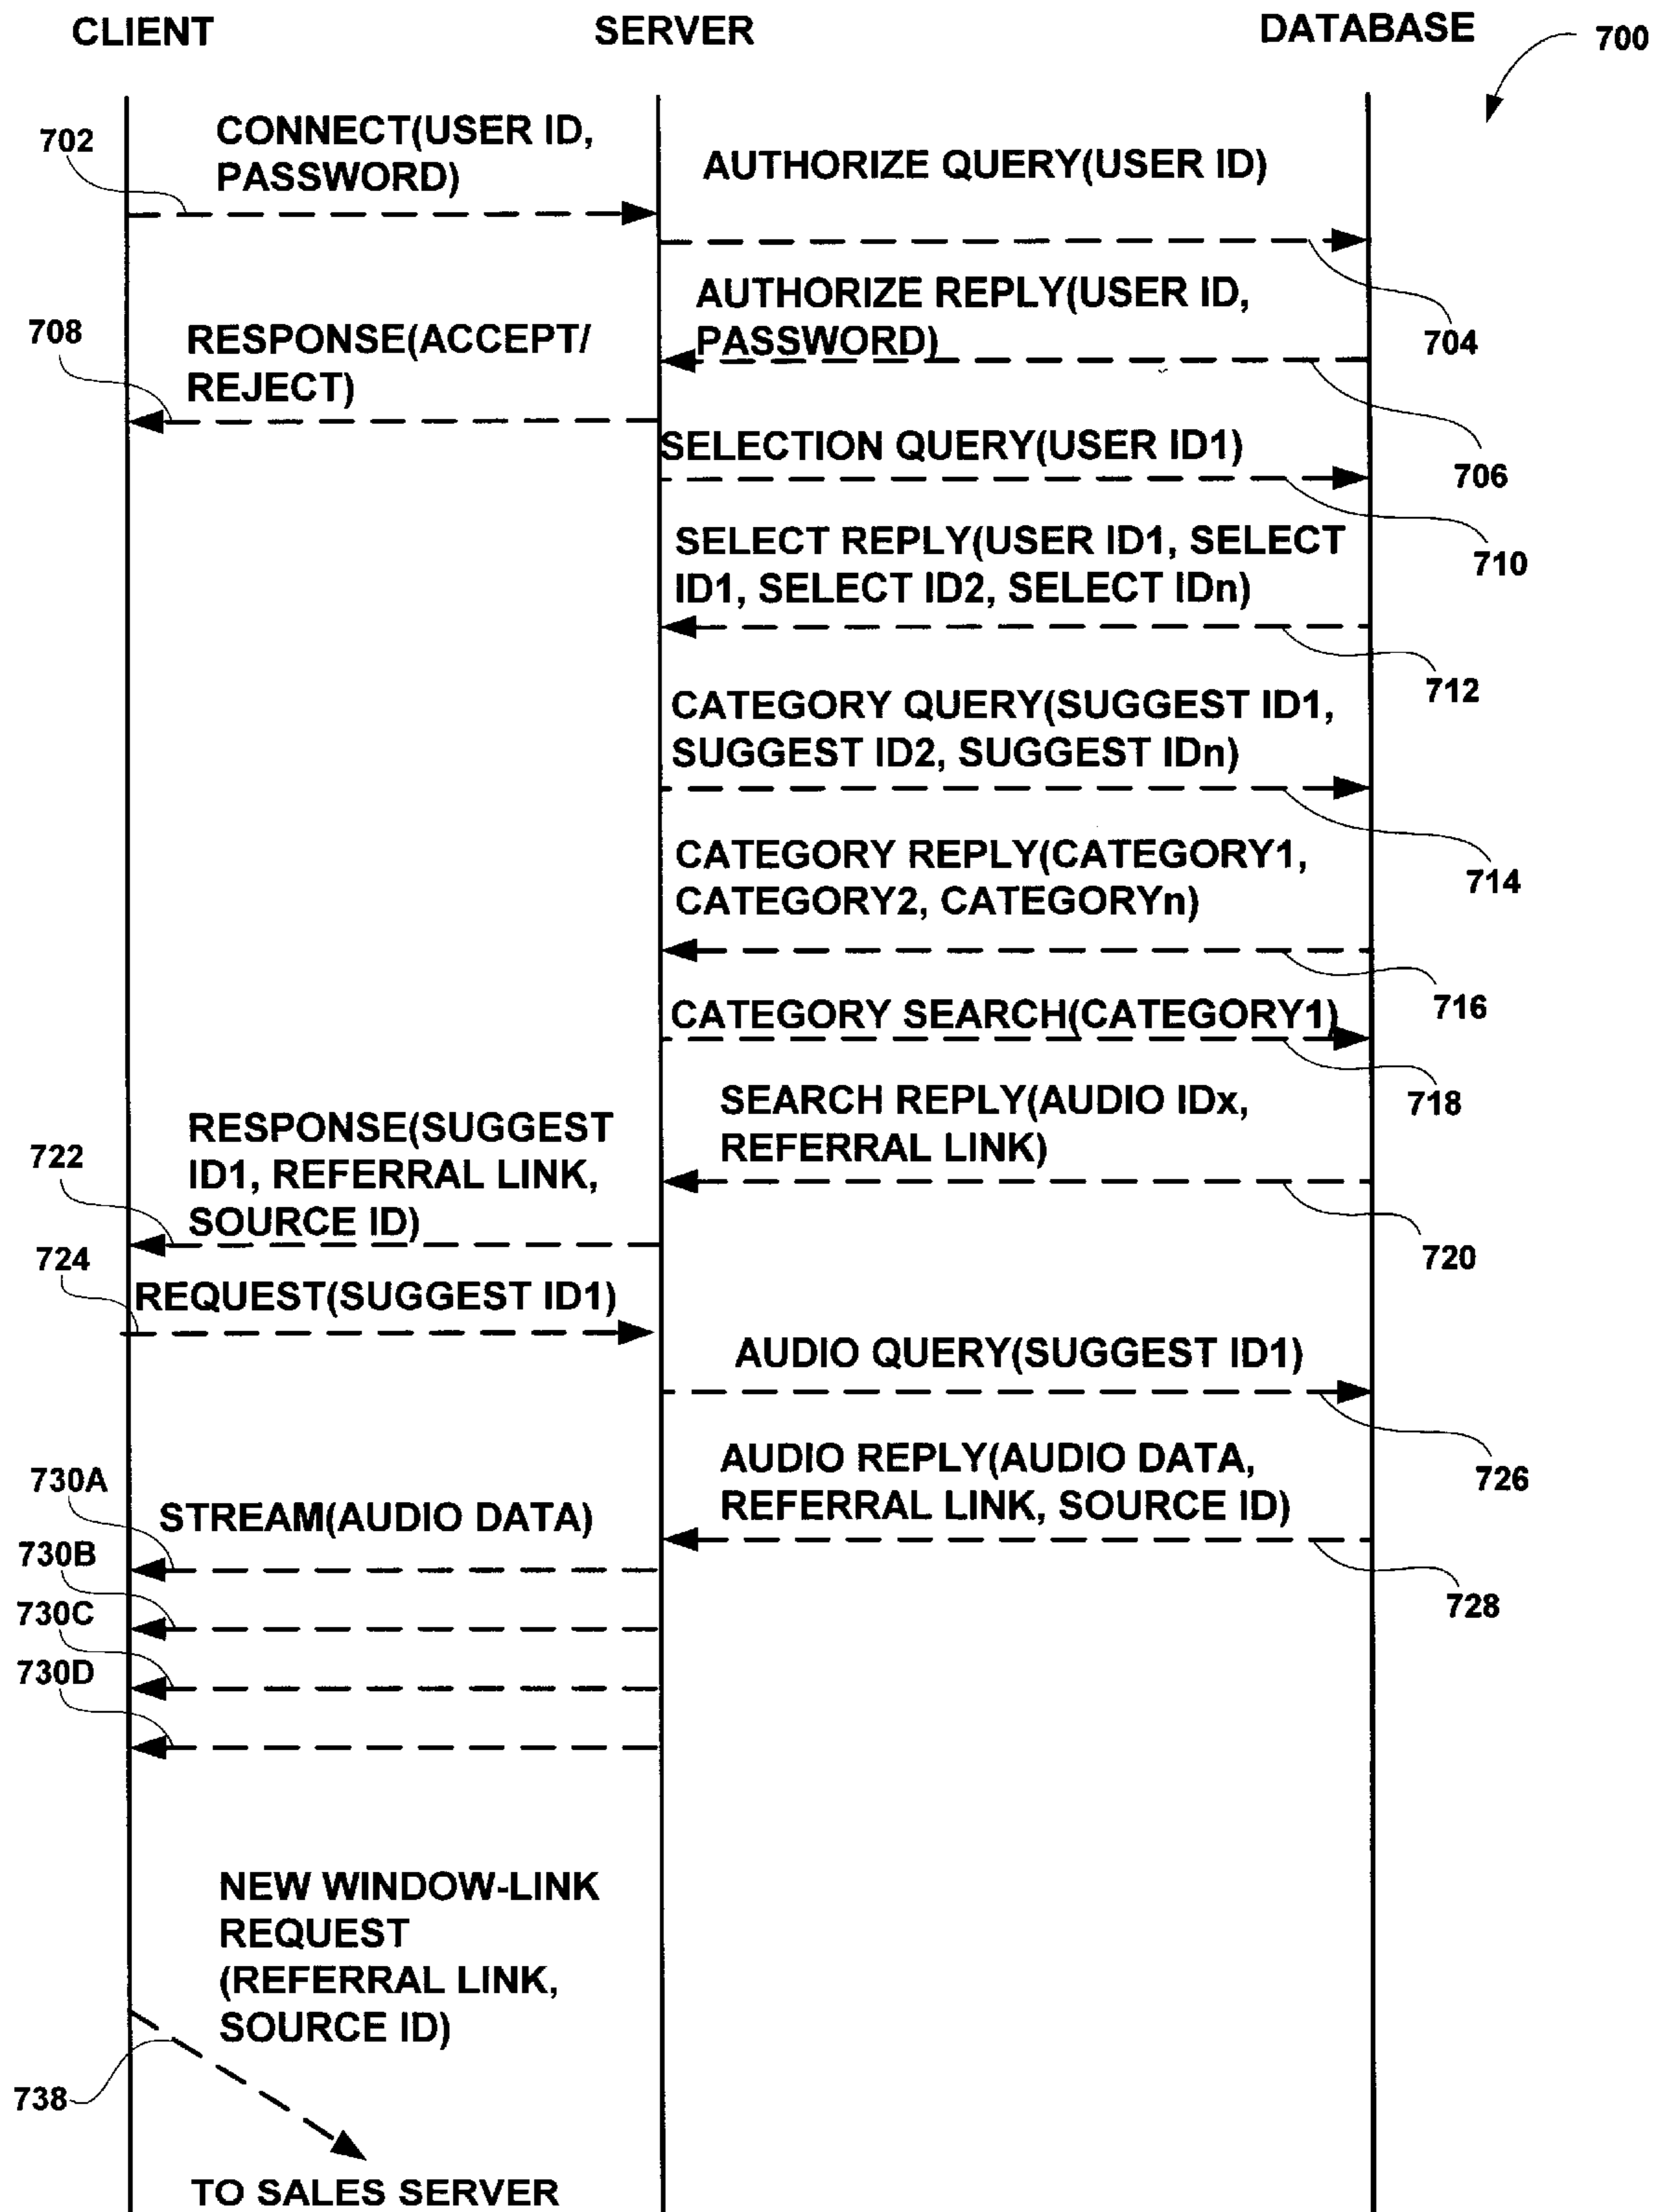 CLIENT
SERVER
DATABASE
700
702
CONNECT(USER ID,
PASSWORD)
AUTHORIZE QUERY(USER ID)
704
AUTHORIZE REPLY(USER ID,
PASSWORD)
706
708
RESPONSE(ACCEPT/
REJECT)
SELECTION QUERY(USER ID1)
710
SELECT REPLY(USER ID1, SELECT
ID1, SELECT ID2, SELECT IDn)
712
CATEGORY QUERY(SUGGEST ID1,
SUGGEST ID2, SUGGEST IDn)
714
CATEGORY REPLY(CATEGORY1,
CATEGORY2, CATEGORYn)
716
CATEGORY SEARCH(CATEGORY1)
718
SEARCH REPLY(AUDIO IDx,
REFERRAL LINK)
720
722
RESPONSE(SUGGEST
ID1, REFERRAL LINK,
SOURCE ID)
724
REQUEST(SUGGEST ID1)
AUDIO QUERY(SUGGEST ID1)
726
AUDIO REPLY(AUDIO DATA,
REFERRAL LINK, SOURCE ID)
728
730A
STREAM(AUDIO DATA)
730B
730C
730D
NEW WINDOW-LINK
REQUEST
(REFERRAL LINK,
SOURCE ID)
738
TO SALES SERVER